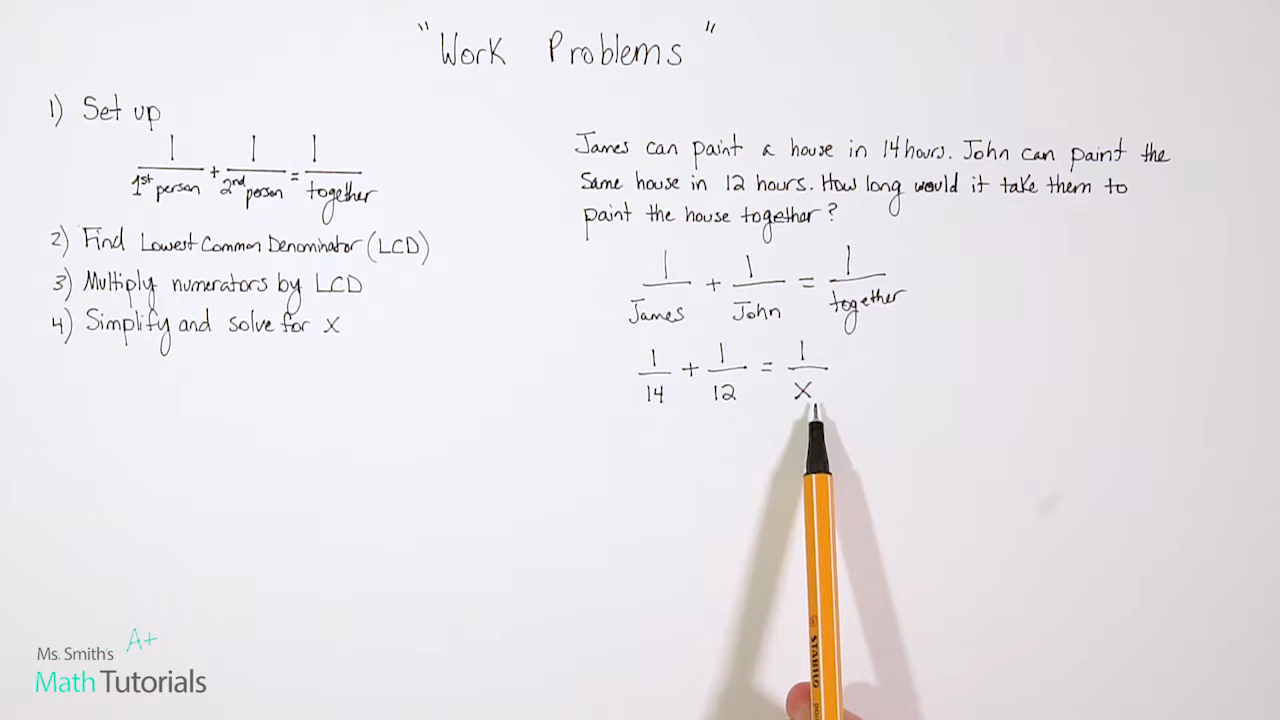 "Work Problems"
1) Set up
1 + 1 = 1
1st person 2nd person together
2) Find Lowest Common Denominator (LCD)
3) Multiply numerators by LCD
4) Simplify and solve for x
James can paint a house in 14 hours. John can paint the
same house in 12 hours. How long would it take them to
paint the house together?
1 + 1 = 1
James John together
1 + 1 = 1
14 12 X
STABILO
Ms. Smith's A+
Math Tutorials